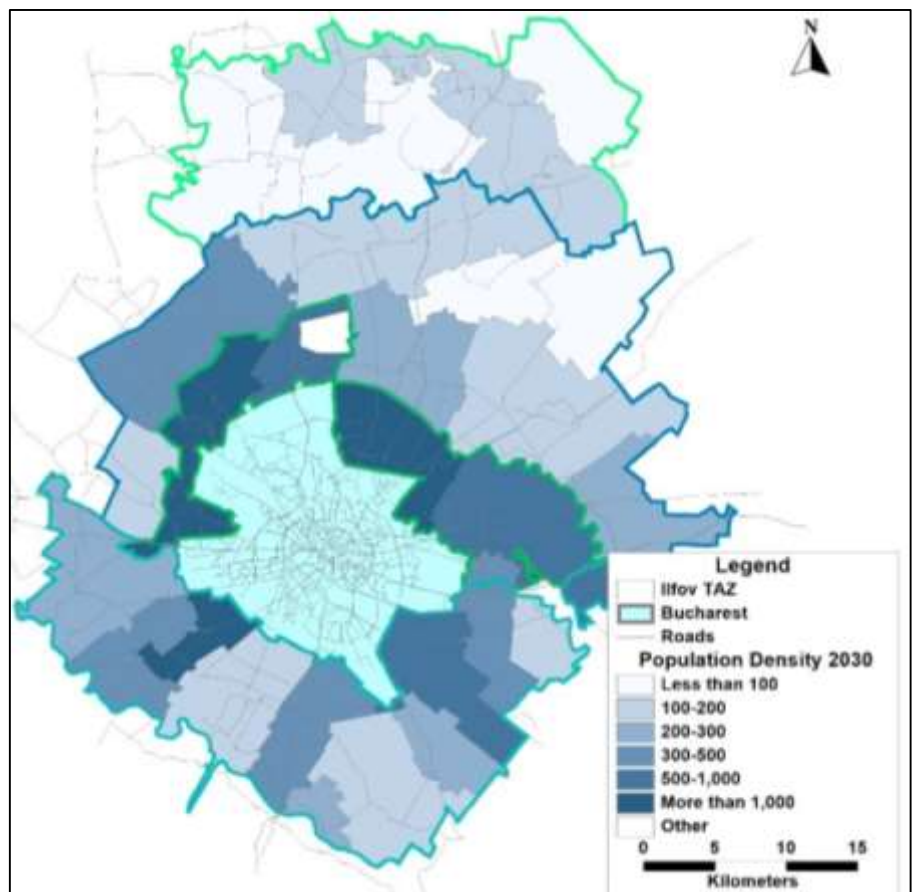 N
Legend
Ilfov TAZ
Bucharest
Roads
Population Density 2030
Less than 100
100-200
200-300
300-500
500-1,000
More than 1,000
Other
0 5 10 15
Kilometers